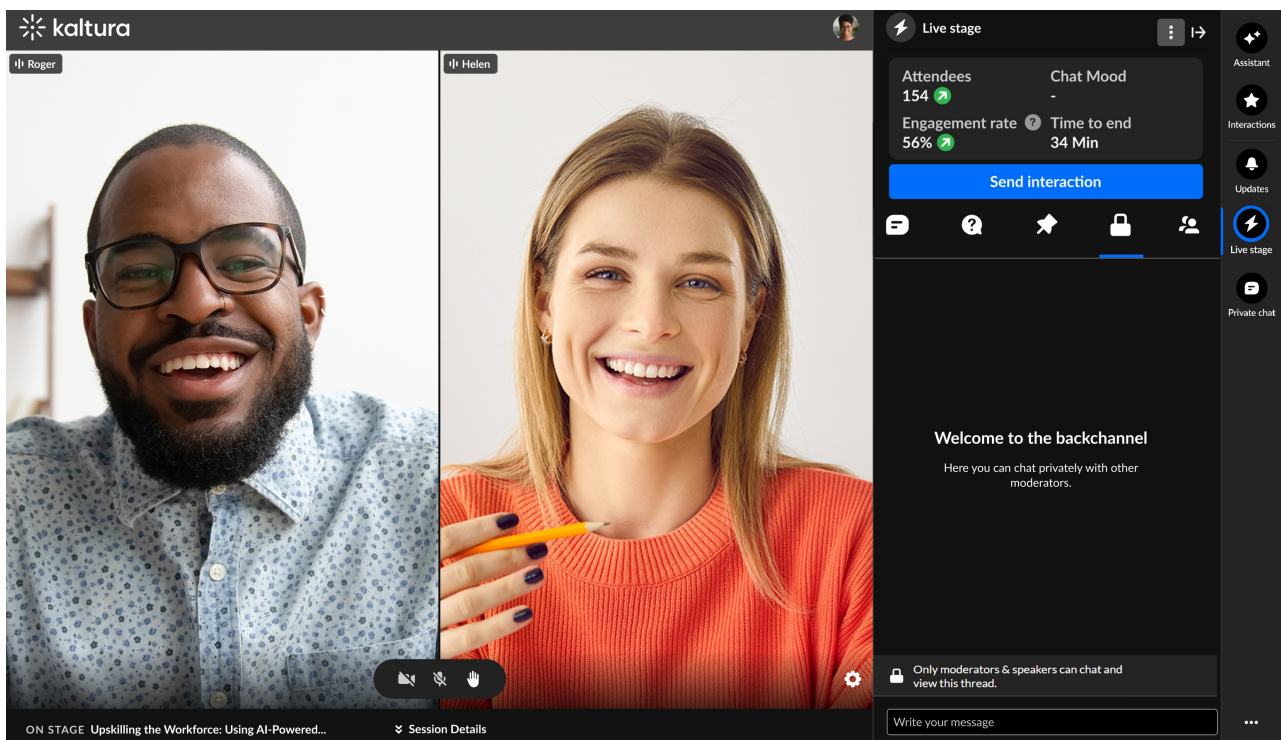 kaltura
Roger
Helen
Live stage
Attendees
154
Chat Mood
-
Engagement rate ?
56%
Time to end
34 Min
Send interaction
Welcome to the backchannel
Here you can chat privately with other
moderators.
Only moderators & speakers can chat and
view this thread.
Write your message
Assistant
Interactions
Updates
Live stage
Private chat
ON STAGE Upskilling the Workforce: Using AI-Powered...
Session Details